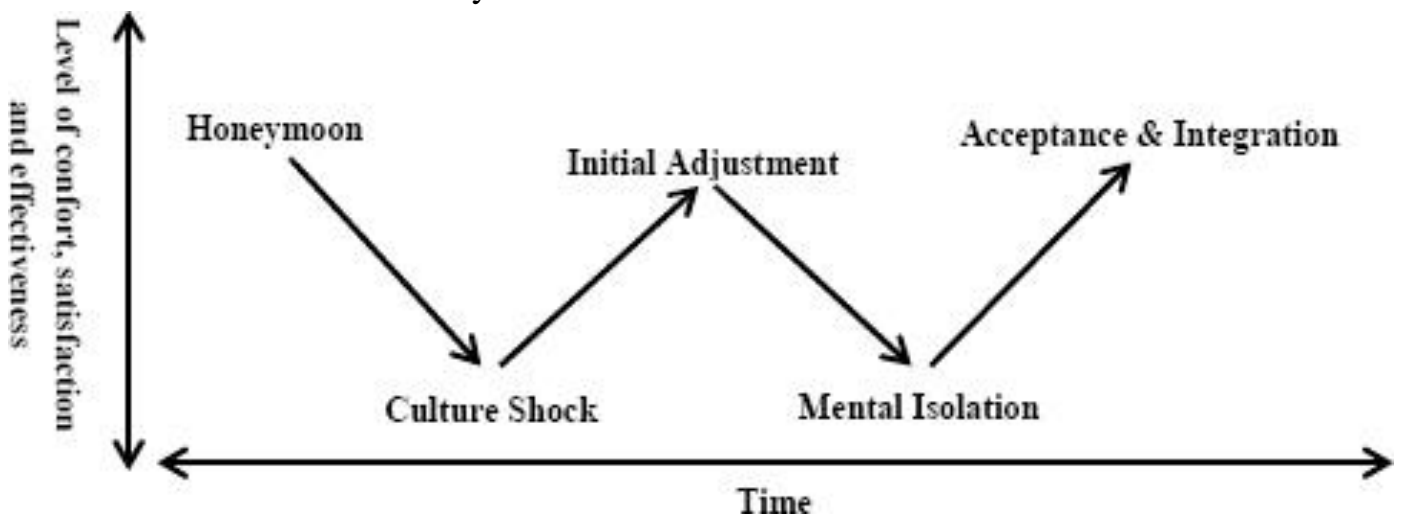 Level of confort, satisfaction
and effectiveness
Honeymoon
Initial Adjustment
Acceptance & Integration
Culture Shock
Mental Isolation
Time